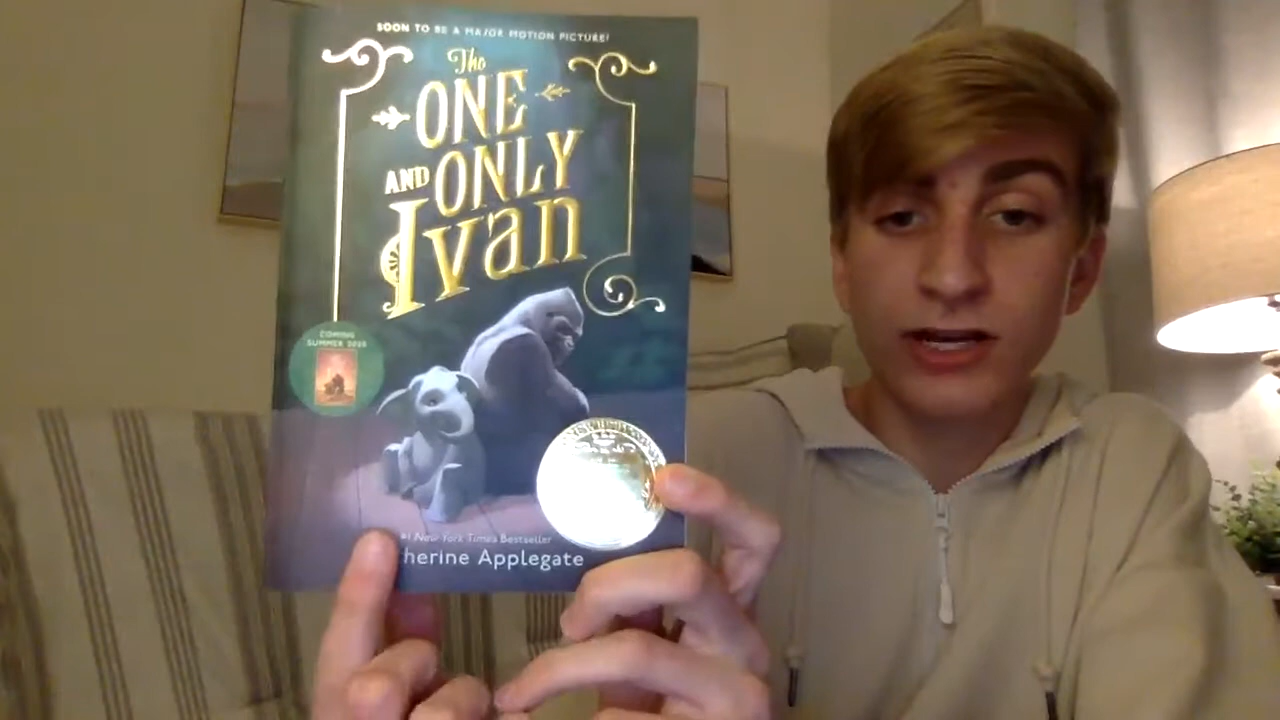 SOON TO BE A MAJOR MOTION PICTURE!
The
ONE
AND ONLY
Ivan
COMING
SUMMER 2020
#1 New York Times Bestseller
herine Applegate